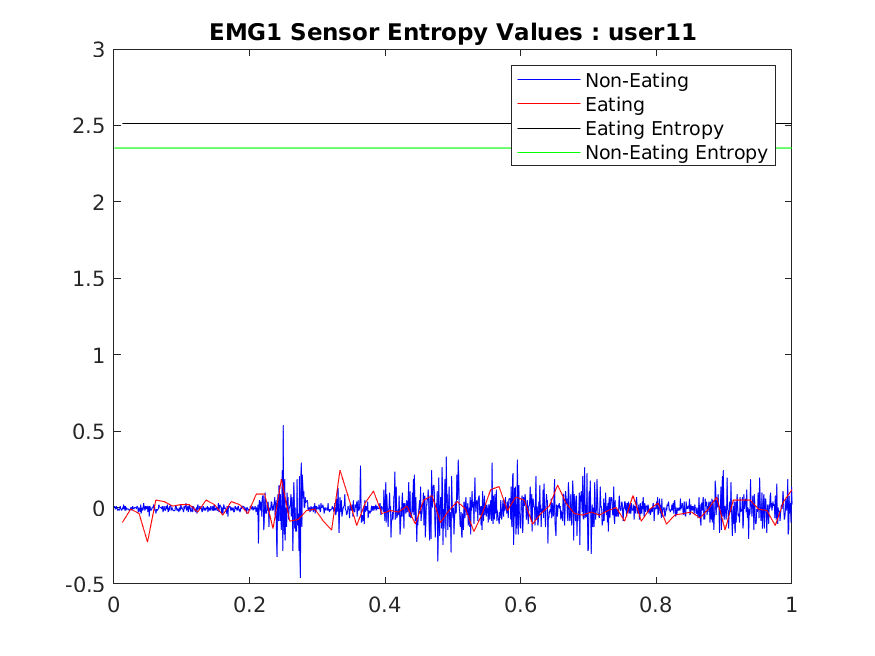 EMG1 Sensor Entropy Values : user11
3
2.5
2
1.5
1
0.5
0
-0.5
Non-Eating
Eating
Eating Entropy
Non-Eating Entropy
0
0.2
0.4
0.6
0.8
1